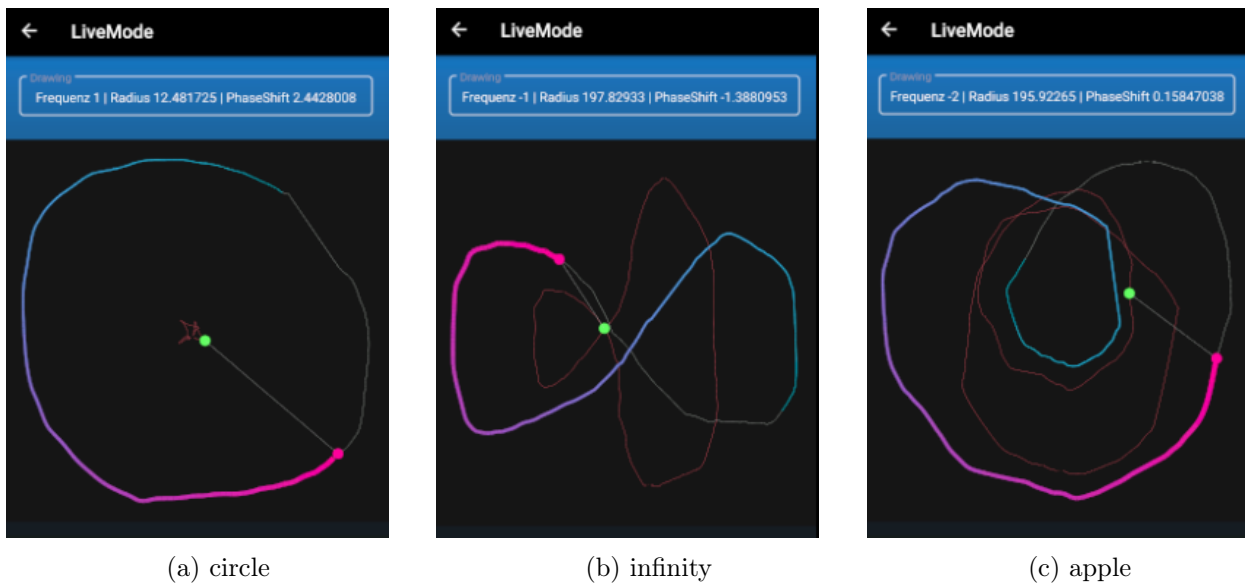 ← LiveMode
Drawing
Frequenz 1 | Radius 12.481725 | PhaseShift 2.4428008
(a) circle
← LiveMode
Drawing
Frequenz -1 | Radius 197.82933 | PhaseShift -1.3880953
(b) infinity
← LiveMode
Drawing
Frequenz -2 | Radius 195.92265 | PhaseShift 0.15847038
(c) apple